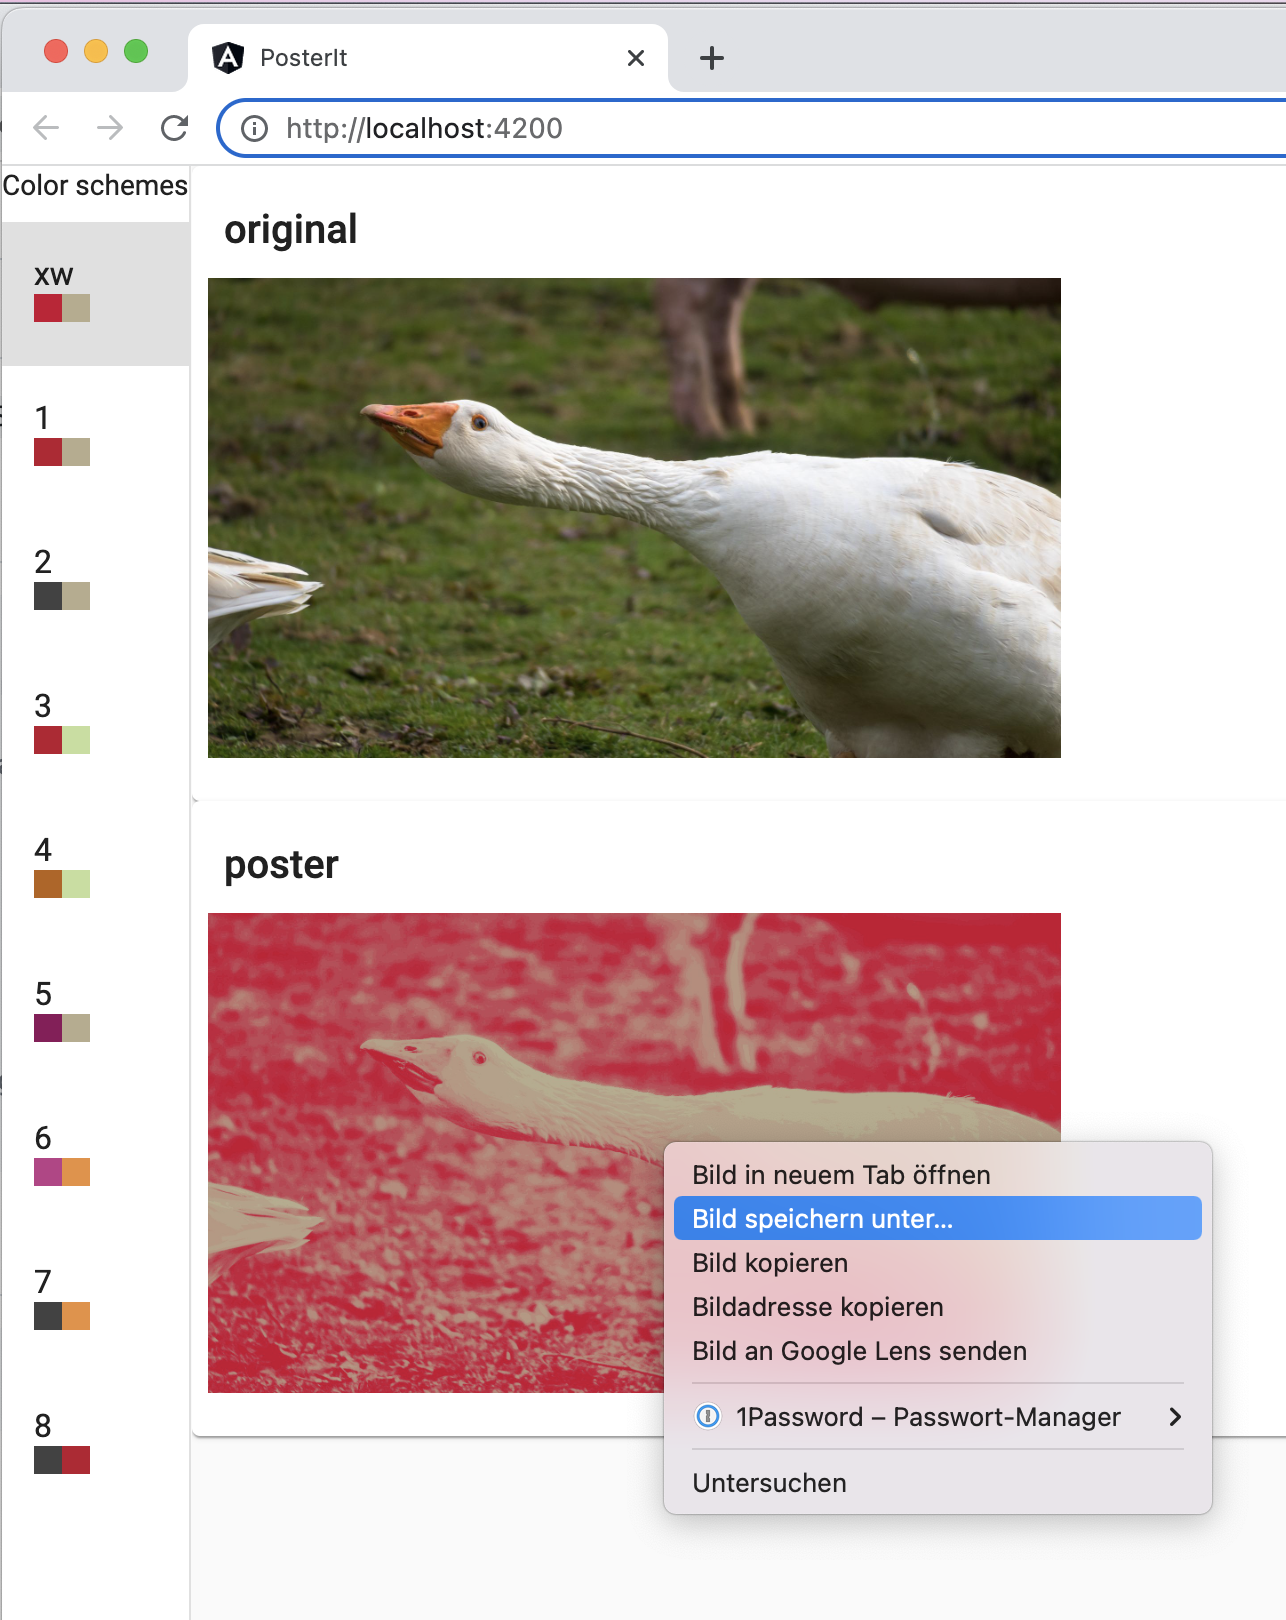 PosterIt
http://localhost:4200
Color schemes
xw
1
2
3
4
5
6
7
8
original
poster
Bild in neuem Tab öffnen
Bild speichern unter...
Bild kopieren
Bildadresse kopieren
Bild an Google Lens senden
1Password – Passwort-Manager
Untersuchen